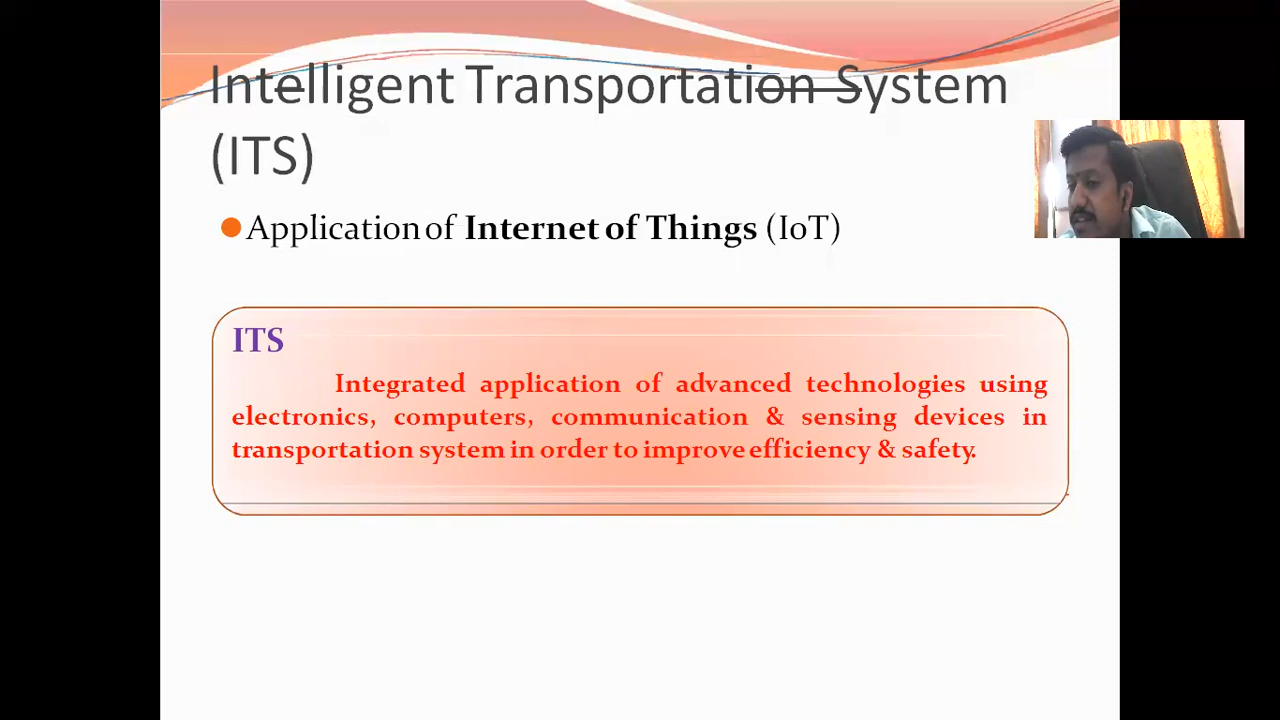 Intelligent Transportation System
(ITS)
Application of Internet of Things (IoT)
ITS
Integrated application of advanced technologies using
electronics, computers, communication & sensing devices in
transportation system in order to improve efficiency & safety.